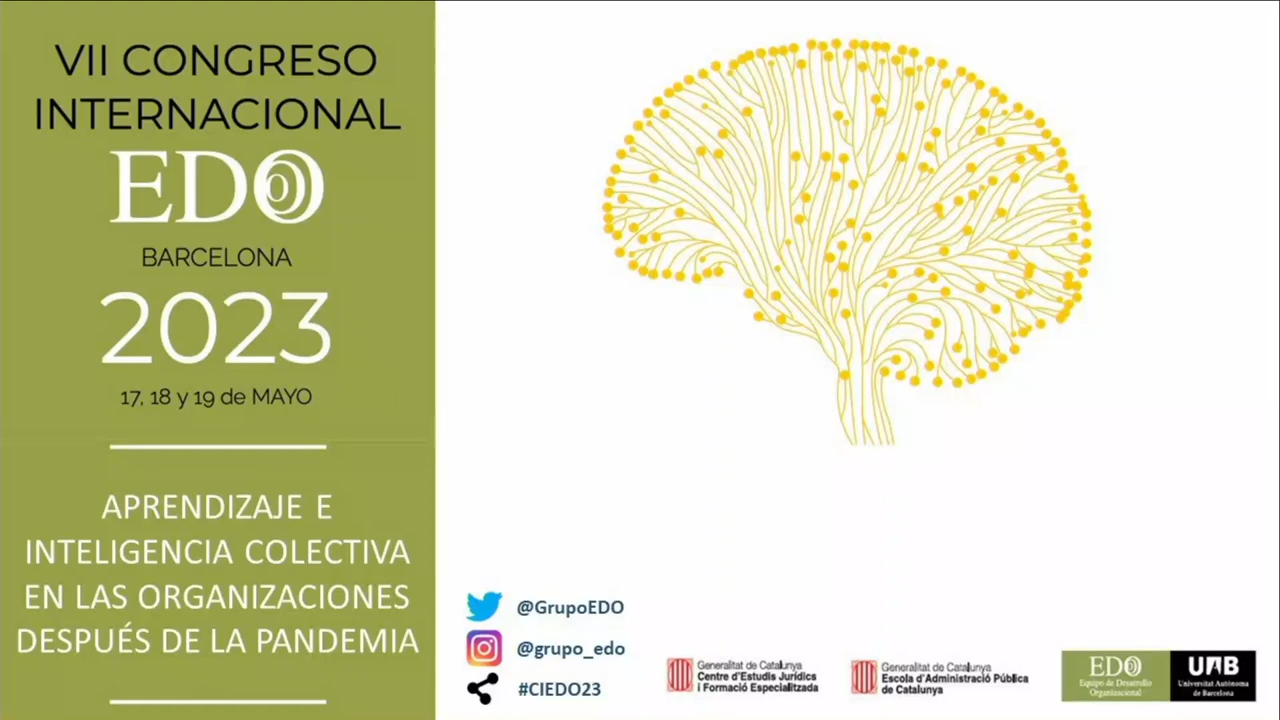 VII CONGRESO
INTERNACIONAL
EDO
BARCELONA
2023
17, 18 y 19 de MAYO
APRENDIZAJE E
INTELIGENCIA COLECTIVA
EN LAS ORGANIZACIONES
DESPUÉS DE LA PANDEMIA
@GrupoEDO
@grupo_edo
#CIEDO23
Generalitat de Catalunya
Centre d'Estudis Jurídics
i Formació Especialitzada
Generalitat de Catalunya
Escola d'Administració Pública
de Catalunya
EDO
Equipo de Desarrollo
Organizacional
UAB
Universitat Autònoma
de Barcelona